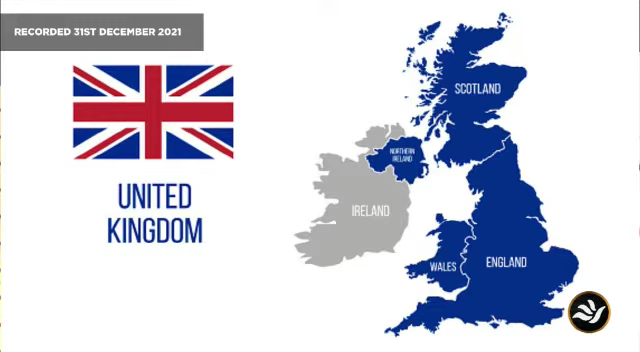 RECORDED 31ST DECEMBER 2021
UNITED
KINGDOM
SCOTLAND
NORTHERN
IRELAND
IRELAND
WALES
ENGLAND